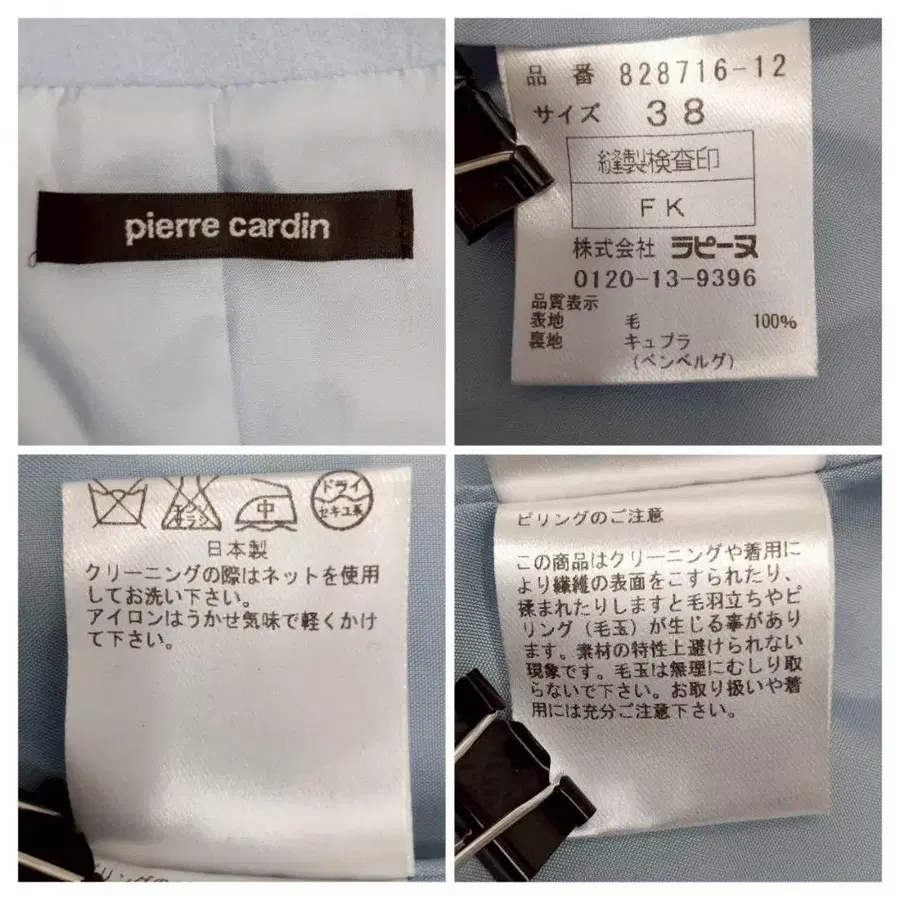 pierre cardin
品番 828716-12
サイズ 38
縫製検査印
FK
株式会社 ラピーヌ
0120-13-9396
品質表示
表地 毛 100%
裏地 キュプラ
(ベンベルグ)
エンソ
サラシ
中
ドライ
セキユ系
日本製
クリーニングの際はネットを使用
してお洗い下さい。
アイロンはうかせ気味で軽くかけ
て下さい。
ピリングのご注意
この商品はクリーニングや着用に
より繊維の表面をこすられたり、
揉まれたりしますと毛羽立ちやピ
リング(毛玉)が生じる事があり
ます。素材の特性上避けられない
現象です。毛玉は無理にむしり取
らないで下さい。お取り扱いや着
用には充分ご注意下さい。